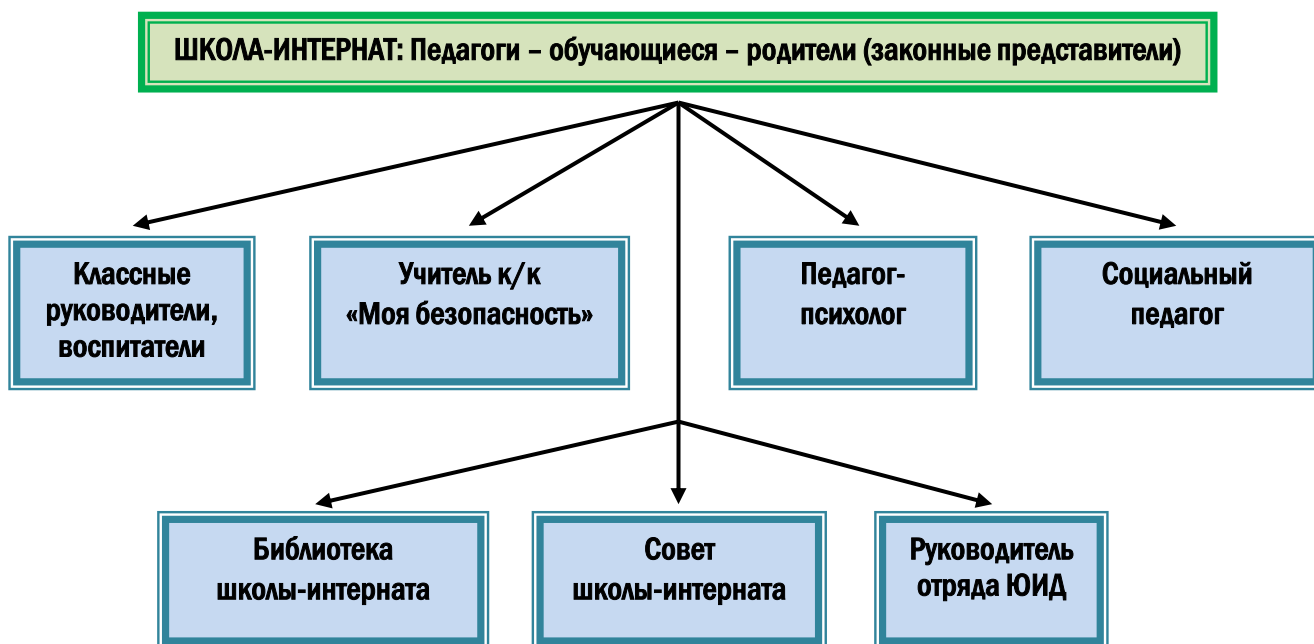 ШКОЛА-ИНТЕРНАТ: Педагоги – обучающиеся – родители (законные представители)
Классные
руководители,
воспитатели
Учитель к/к
«Моя безопасность»
Педагог-
психолог
Социальный
педагог
Библиотека
школы-интерната
Совет
школы-интерната
Руководитель
отряда ЮИД